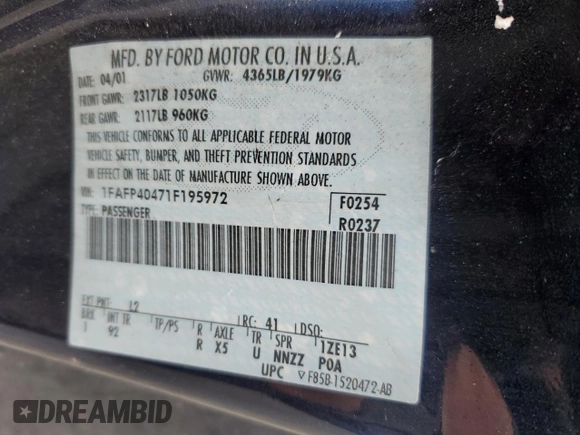 MFD. BY FORD MOTOR CO. IN U.S.A.
DATE: 04/01 GVWR: 4365LB/1979KG
FRONT GAWR: 2317LB 1050KG
REAR GAWR: 2117LB 960KG
THIS VEHICLE CONFORMS TO ALL APPLICABLE FEDERAL MOTOR
VEHICLE SAFETY, BUMPER, AND THEFT PREVENTION STANDARDS
IN EFFECT ON THE DATE OF MANUFACTURE SHOWN ABOVE.
VIN: 1FAFP40471F195972 F0254
TYPE: PASSENGER R0237
EXT PNT: L2 RC: 41 DSO:
BRK INT TR TP/PS R AXLE TR SPR 1ZE13
1 92 R X5 U NNZZ POA
UPC F85B-1520472-AB
DREAMBID
DREAMBID